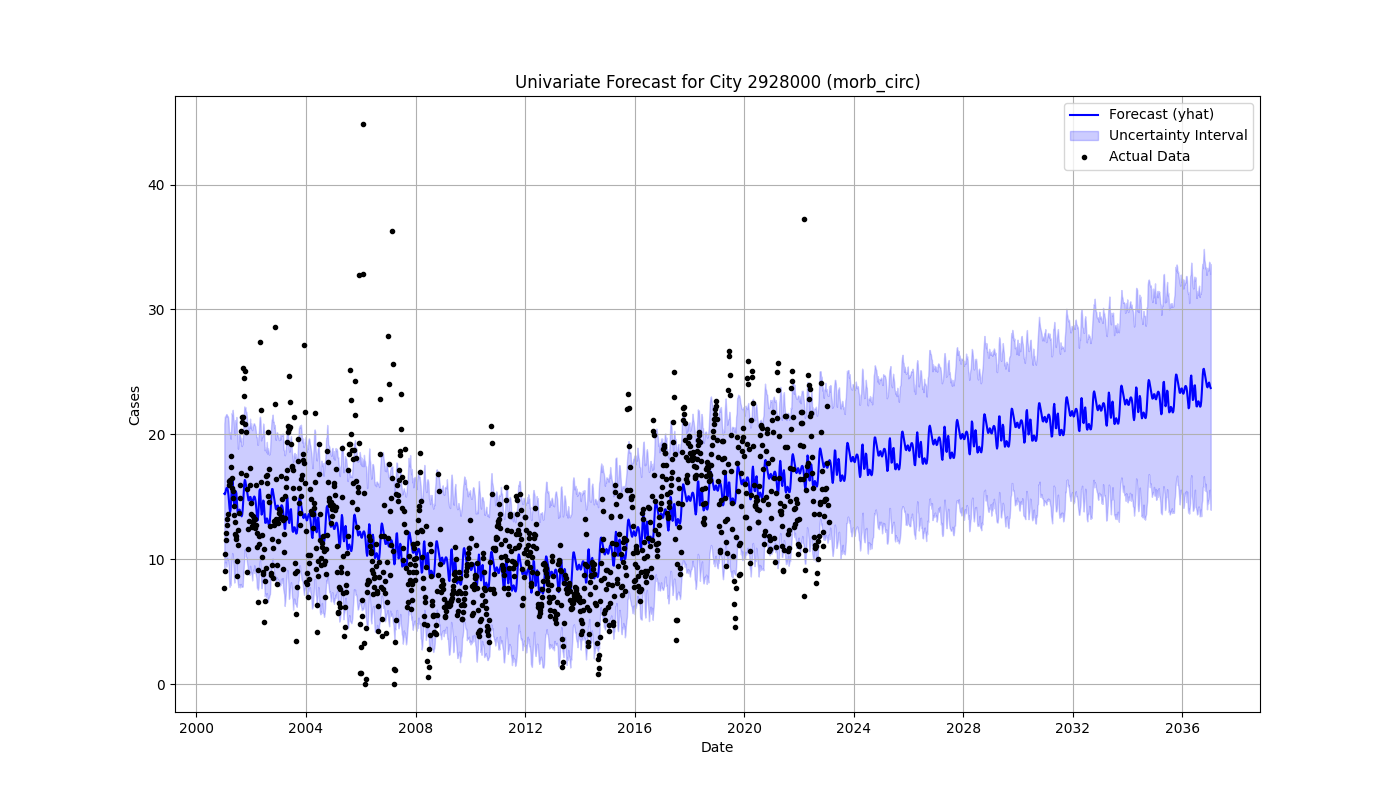 Univariate Forecast for City 2928000 (morb_circ)
Forecast (yhat)
Uncertainty Interval
Actual Data
Cases
40
30
20
10
0
2000 2004 2008 2012 2016 2020 2024 2028 2032 2036
Date